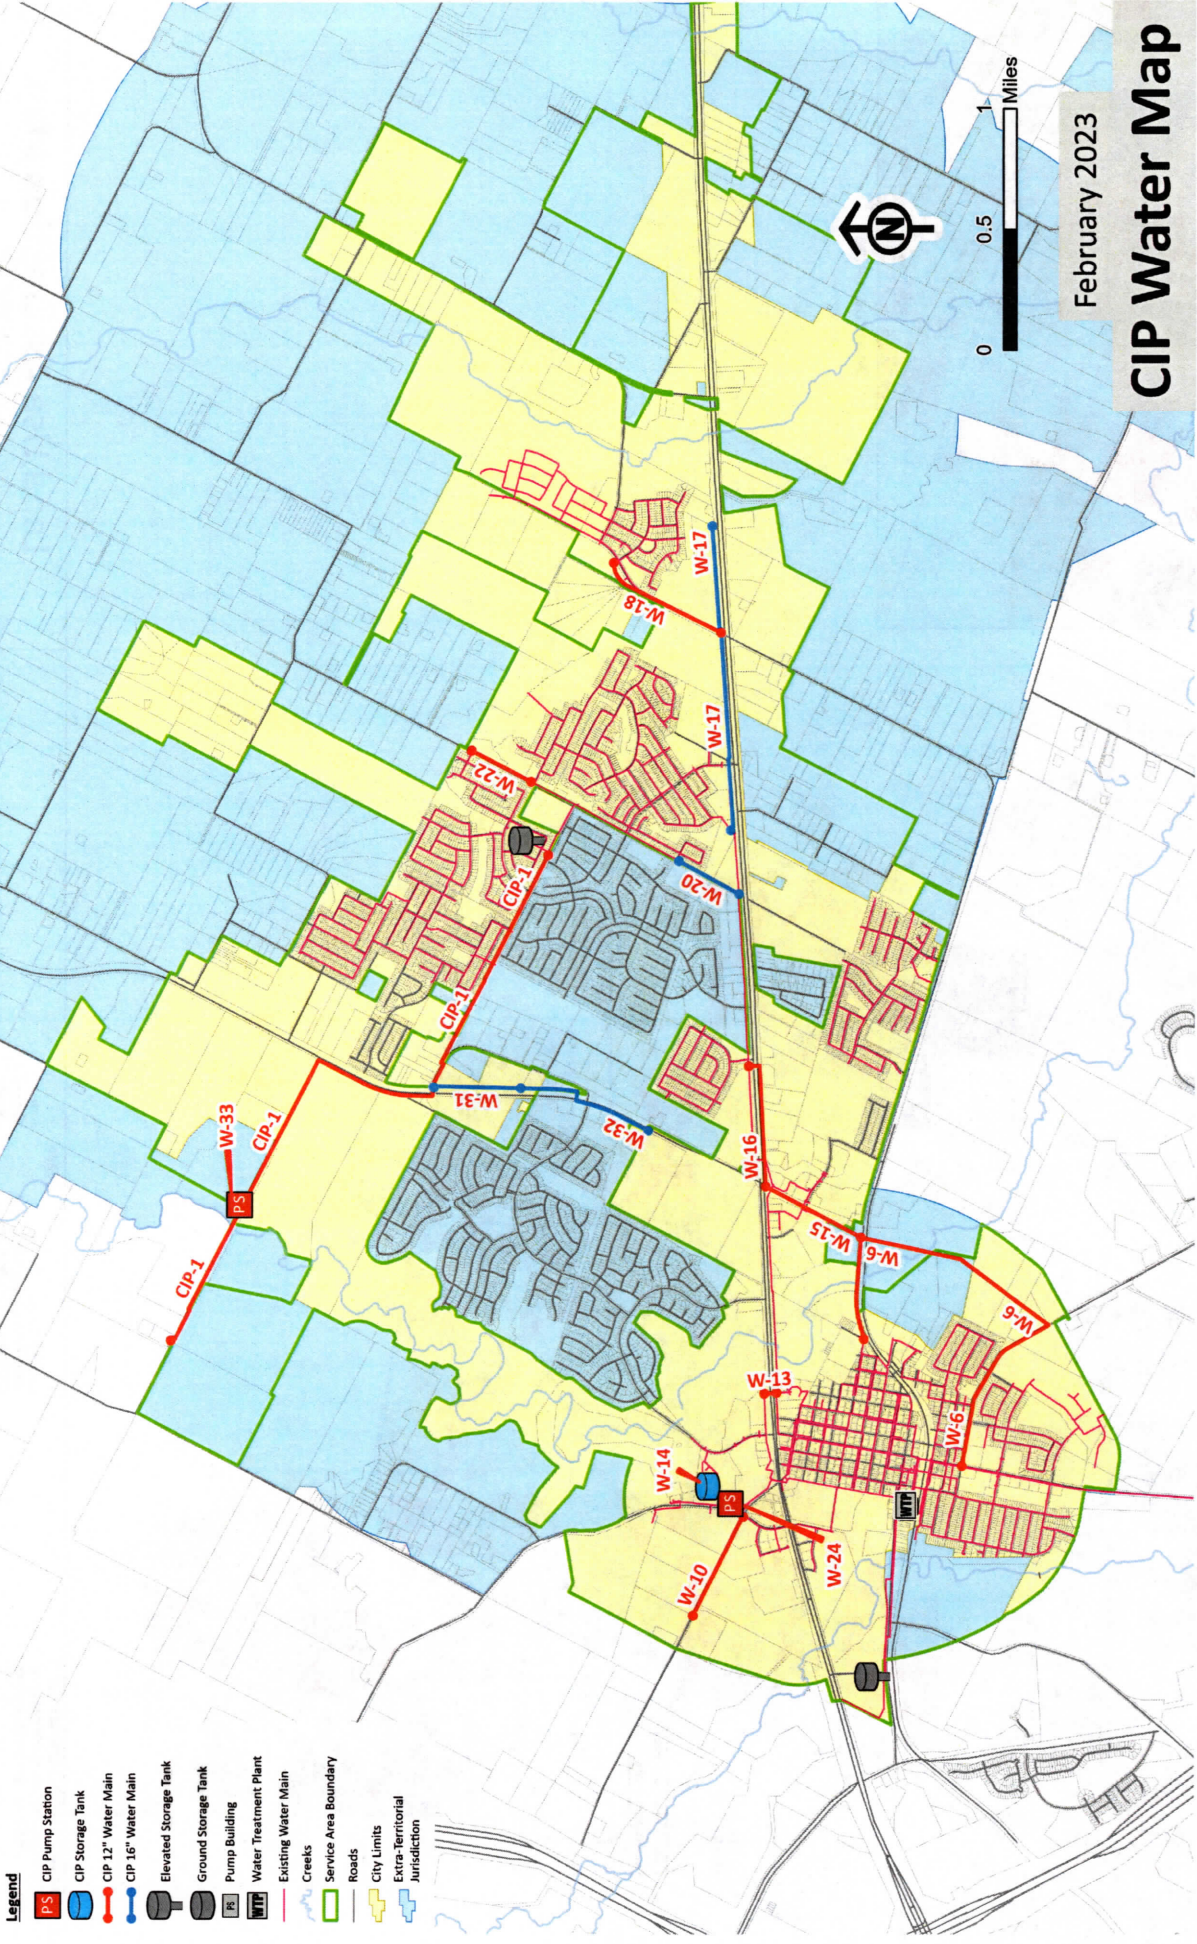 CIP Water Map
February 2023
0 0.5 1 Miles
N
Legend
PS CIP Pump Station
CIP Storage Tank
CIP 12" Water Main
CIP 16" Water Main
Elevated Storage Tank
Ground Storage Tank
PS Pump Building
WTP Water Treatment Plant
Existing Water Main
Creeks
Service Area Boundary
Roads
City Limits
Extra-Territorial
Jurisdiction
CIP-1
PS
W-33
CIP-1
W-31
W-32
CIP-1
CIP-1
W-22
W-18
W-17
W-17
W-20
W-16
W-15
W-6
W-6
W-6
W-13
W-14
PS
W-10
W-24
WTP